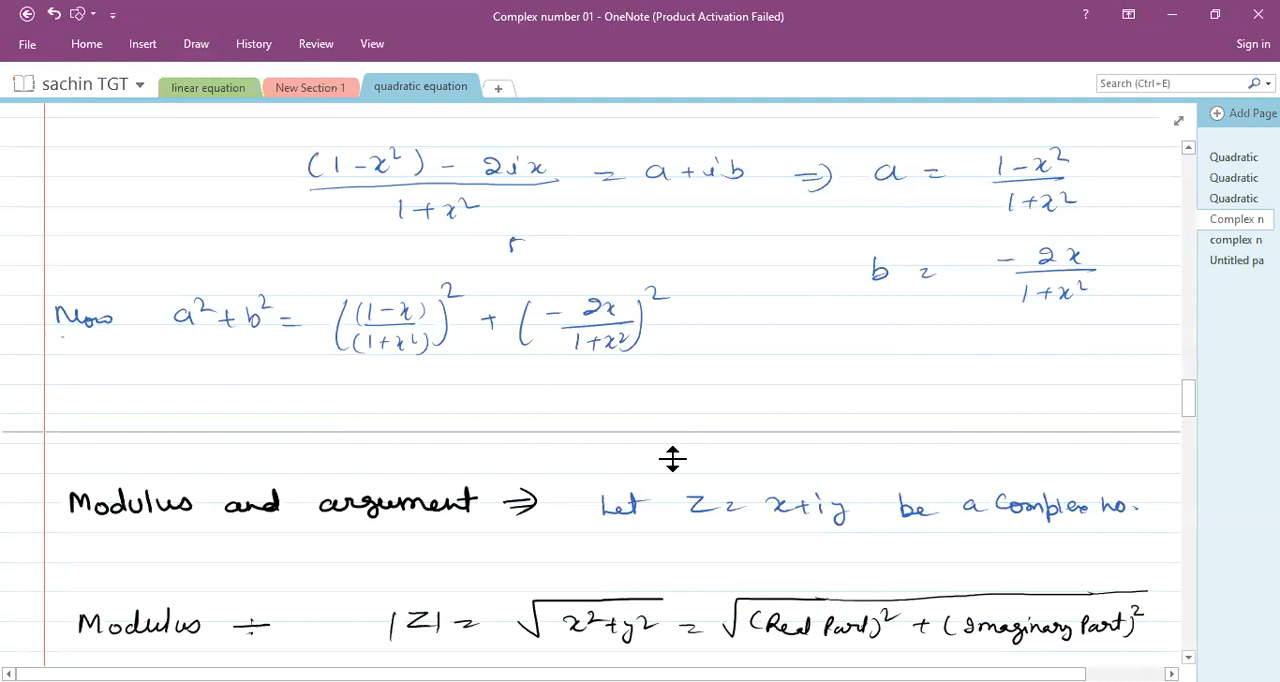 Complex number 01 - OneNote (Product Activation Failed)
?
File Home Insert Draw History Review View Sign in
sachin TGT linear equation New Section 1 quadratic equation +
Search (Ctrl+E)
Add Page
Quadratic
Quadratic
Quadratic
Complex n
complex n
Untitled pa
((1-x²) - 2ix)/(1+x²) = a+ib ⇒ a = (1-x²)/(1+x²)
b = -2x/(1+x²)
Now a²+b² = ((1-x)/(1+x²))² + (-2x/(1+x²))²
Modulus and argument ⇒ Let Z = x+iy be a Complex no.
Modulus ÷ |Z| = √(x²+y²) = √((Real Part)² + (Imaginary Part)²)